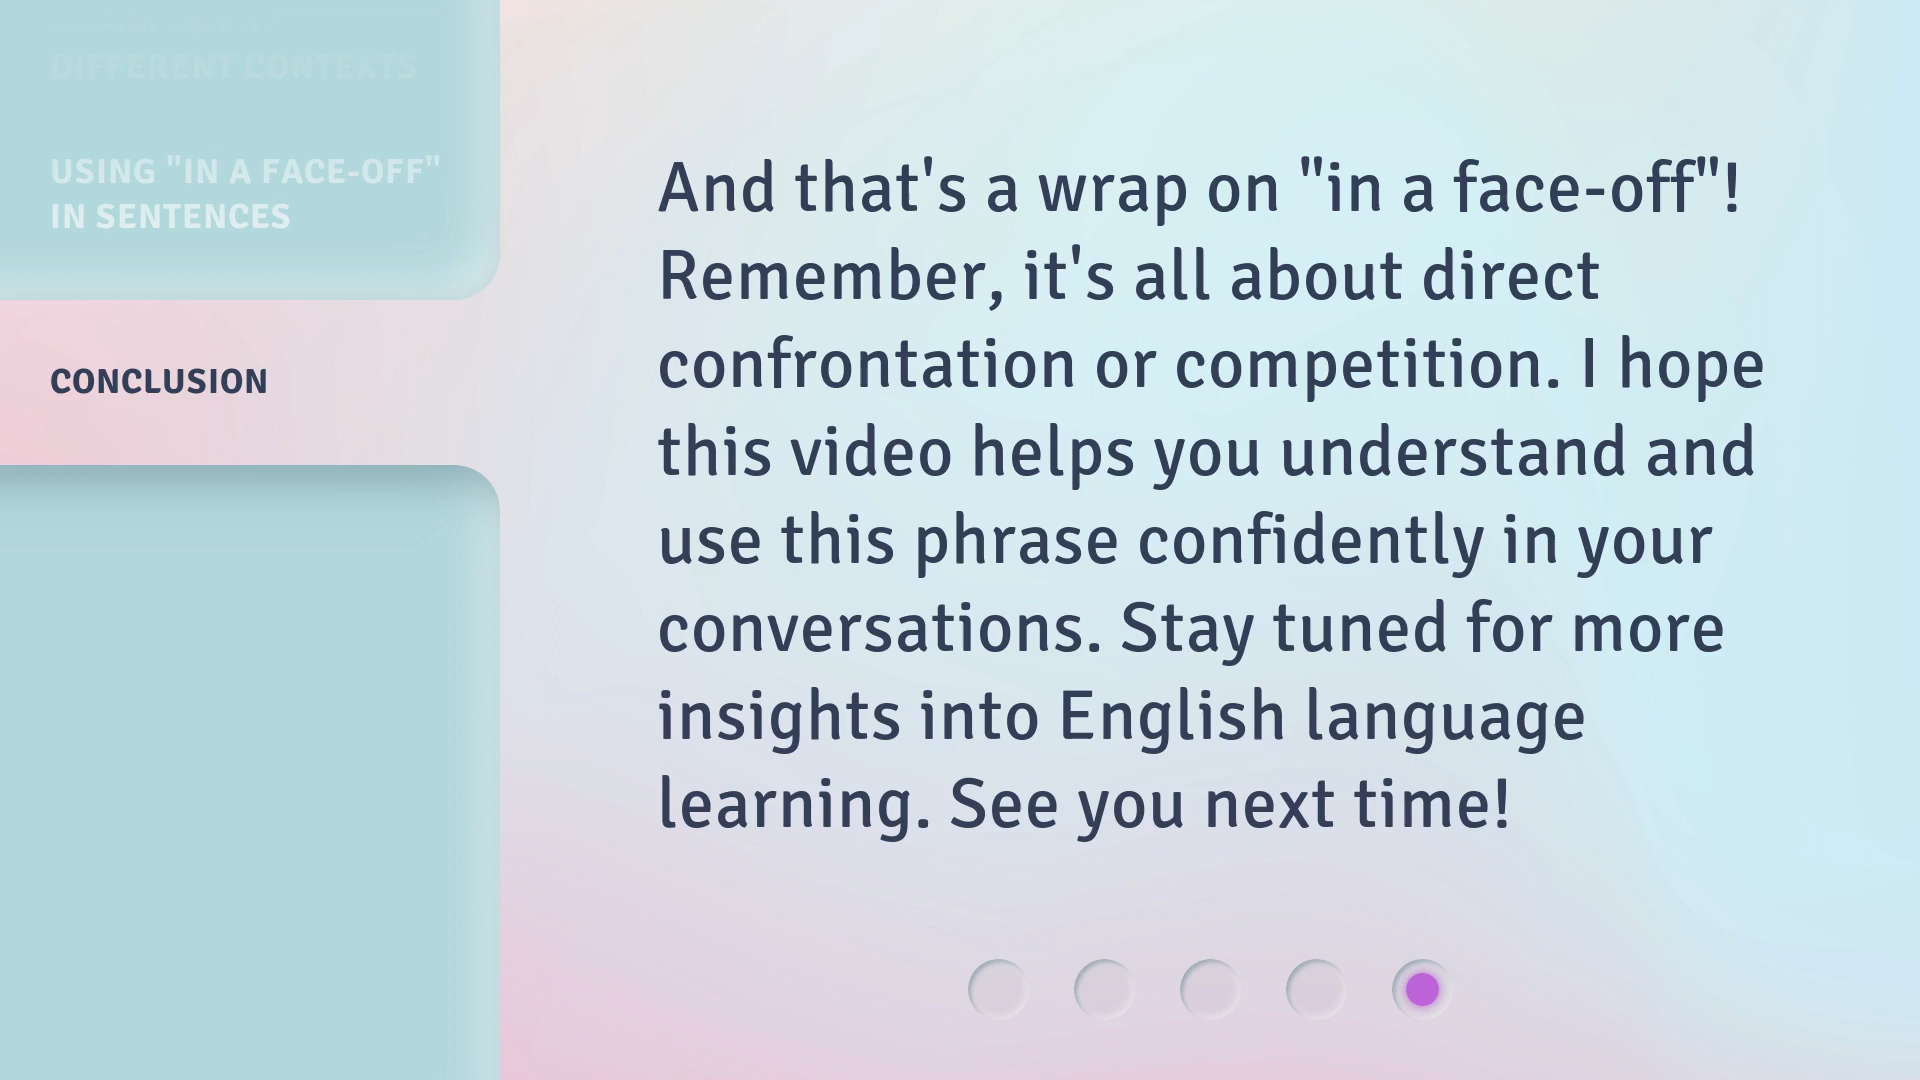 DIFFERENT CONTEXTS
USING "IN A FACE-OFF"
IN SENTENCES
CONCLUSION
And that's a wrap on "in a face-off"!
Remember, it's all about direct
confrontation or competition. I hope
this video helps you understand and
use this phrase confidently in your
conversations. Stay tuned for more
insights into English language
learning. See you next time!